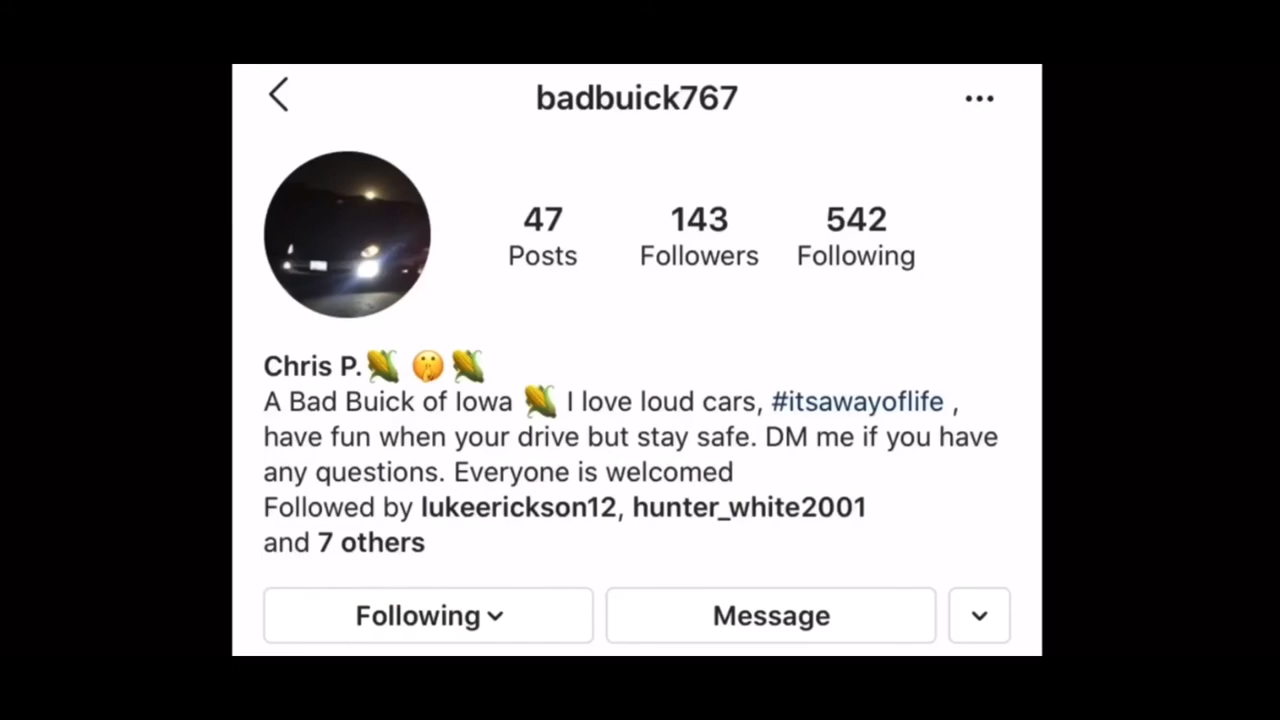 badbuick767
47 143 542
Posts Followers Following
Chris P.🌽 🤫 🌽
A Bad Buick of Iowa 🌽 I love loud cars, #itsawayoflife ,
have fun when your drive but stay safe. DM me if you have
any questions. Everyone is welcomed
Followed by lukeerickson12, hunter_white2001
and 7 others
Following Message